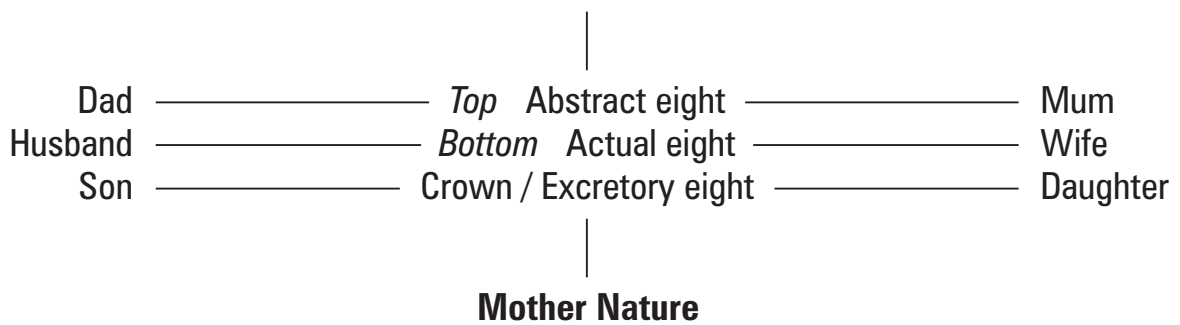 Dad Top Abstract eight Mum
Husband Bottom Actual eight Wife
Son Crown / Excretory eight Daughter
Mother Nature